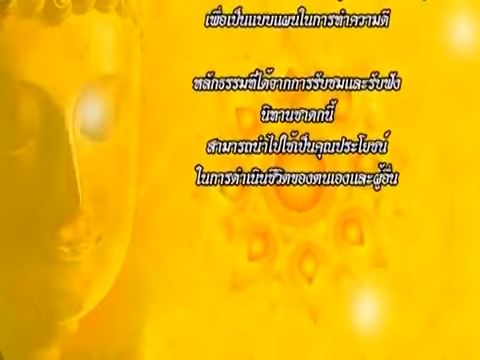 เพื่อเป็นแบบแผนในการทำความดี
หลักธรรมที่ได้จากการรับชมและรับฟัง
นิทานชาดกนี้
สามารถนำไปใช้เป็นคุณประโยชน์
ในการดำเนินชีวิตของตนเองและผู้อื่น